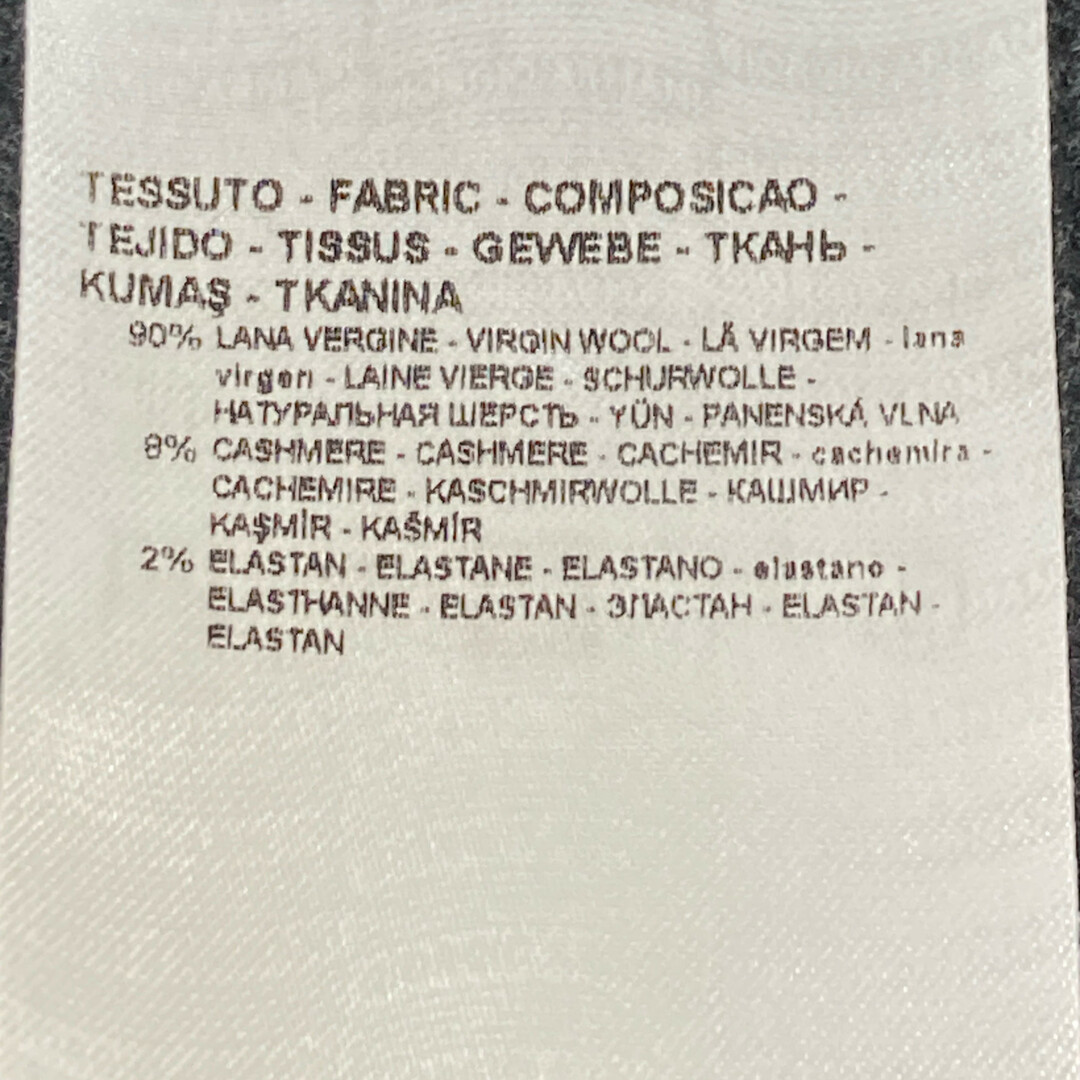 TESSUTO - FABRIC - COMPOSICAO -
TEJIDO - TISSUS - GEWEBE - ТКАНЬ -
KUMAŞ - TKANINA
90% LANA VERGINE - VIRGIN WOOL - LÃ VIRGEM - lana
virgen - LAINE VIERGE - SCHURWOLLE -
НАТУРАЛЬНАЯ ШЕРСТЬ - YÜN - PANENSKÁ VLNA
8% CASHMERE - CASHMERE - CACHEMIR - cachemira -
CACHEMIRE - KASCHMIRWOLLE - КАШМИР -
KAŞMİR - KAŠMÍR
2% ELASTAN - ELASTANE - ELASTANO - elastano -
ELASTHANNE - ELASTAN - ЭЛАСТАН - ELASTAN -
ELASTAN